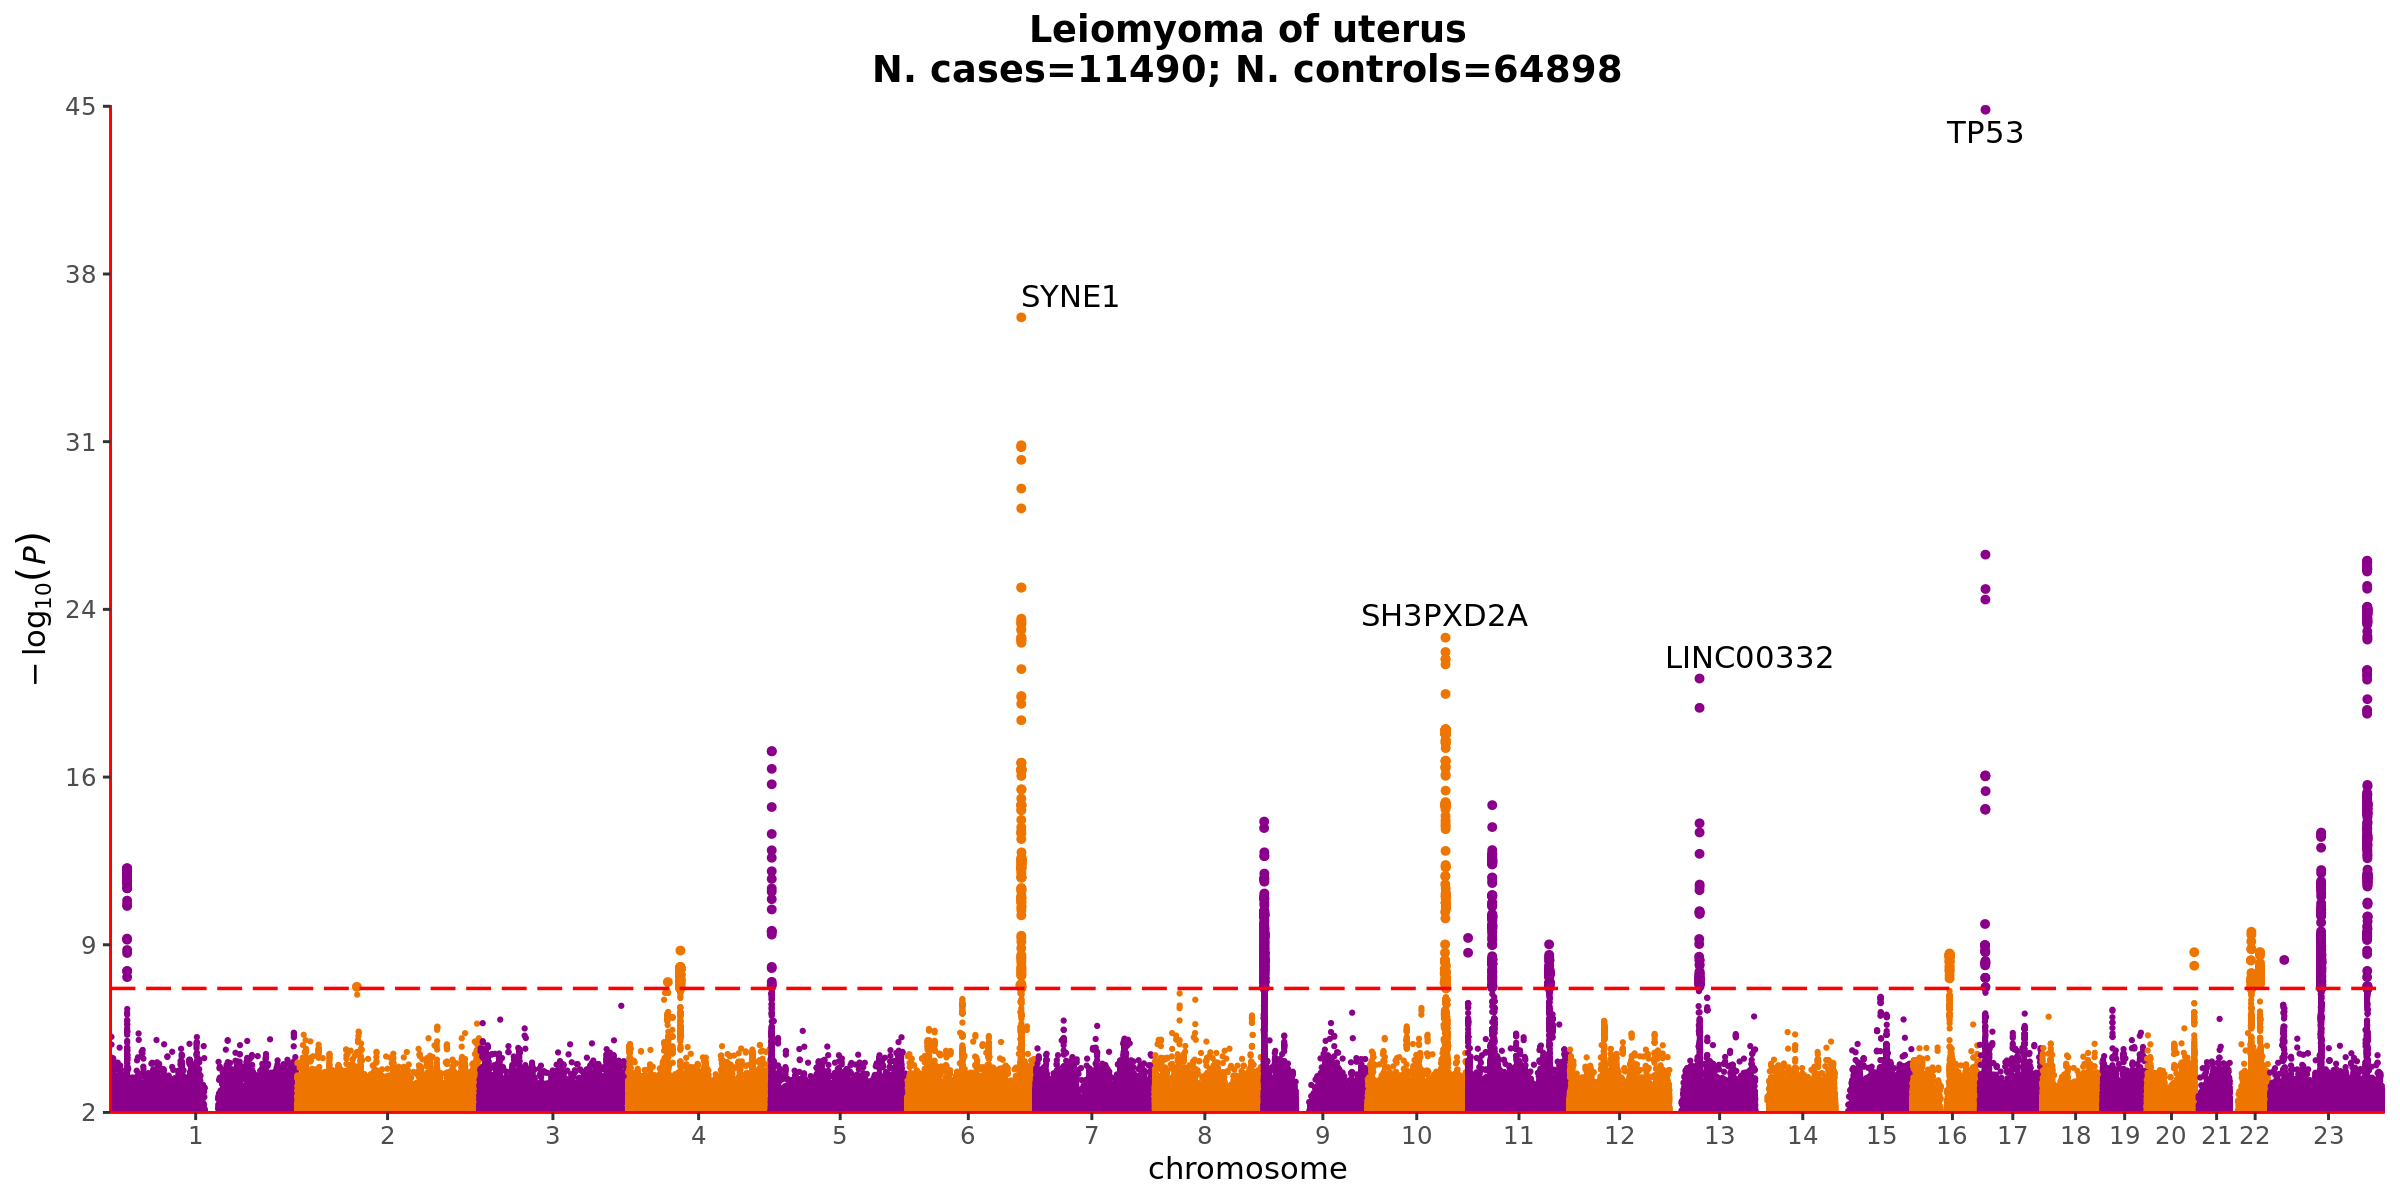 Leiomyoma of uterus
N. cases=11490; N. controls=64898
45
38
31
24
16
9
2
−log10(P)
TP53
SYNE1
SH3PXD2A
LINC00332
1 2 3 4 5 6 7 8 9 10 11 12 13 14 15 16 17 18 19 20 21 22 23
chromosome